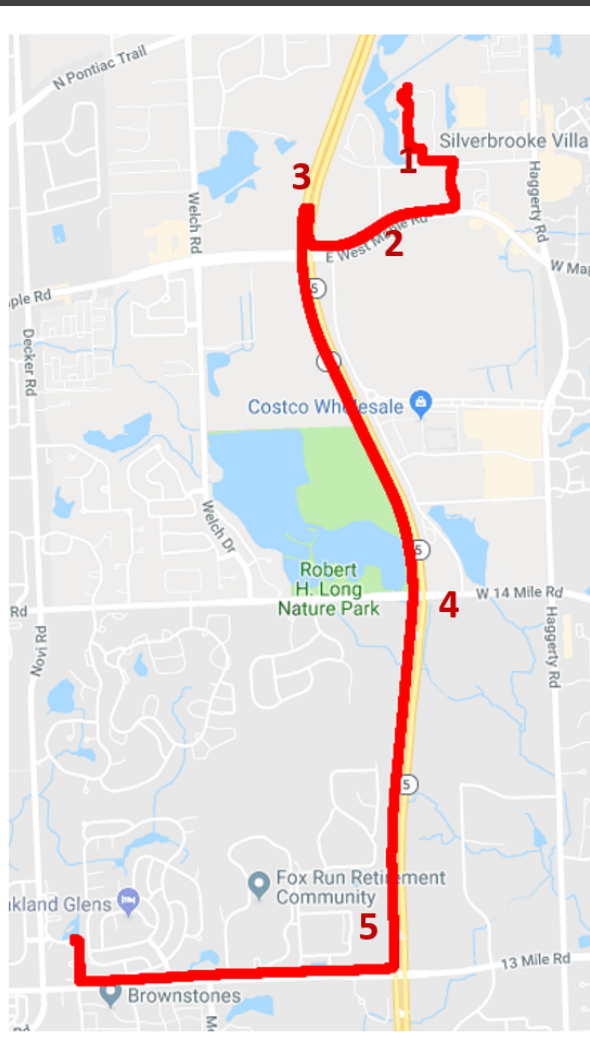 N Pontiac Trail
1
Silverbrooke Villa
3
Haggerty Rd
Welch Rd
2
E West Maple Rd
W Map
5
ple Rd
Decker Rd
Costco Wholesale
Welch Dr
5
Robert
H. Long
Nature Park
W 14 Mile Rd
4
Rd
Novi Rd
Haggerty Rd
5
Fox Run Retirement
Community
kland Glens
5
13 Mile Rd
Brownstones